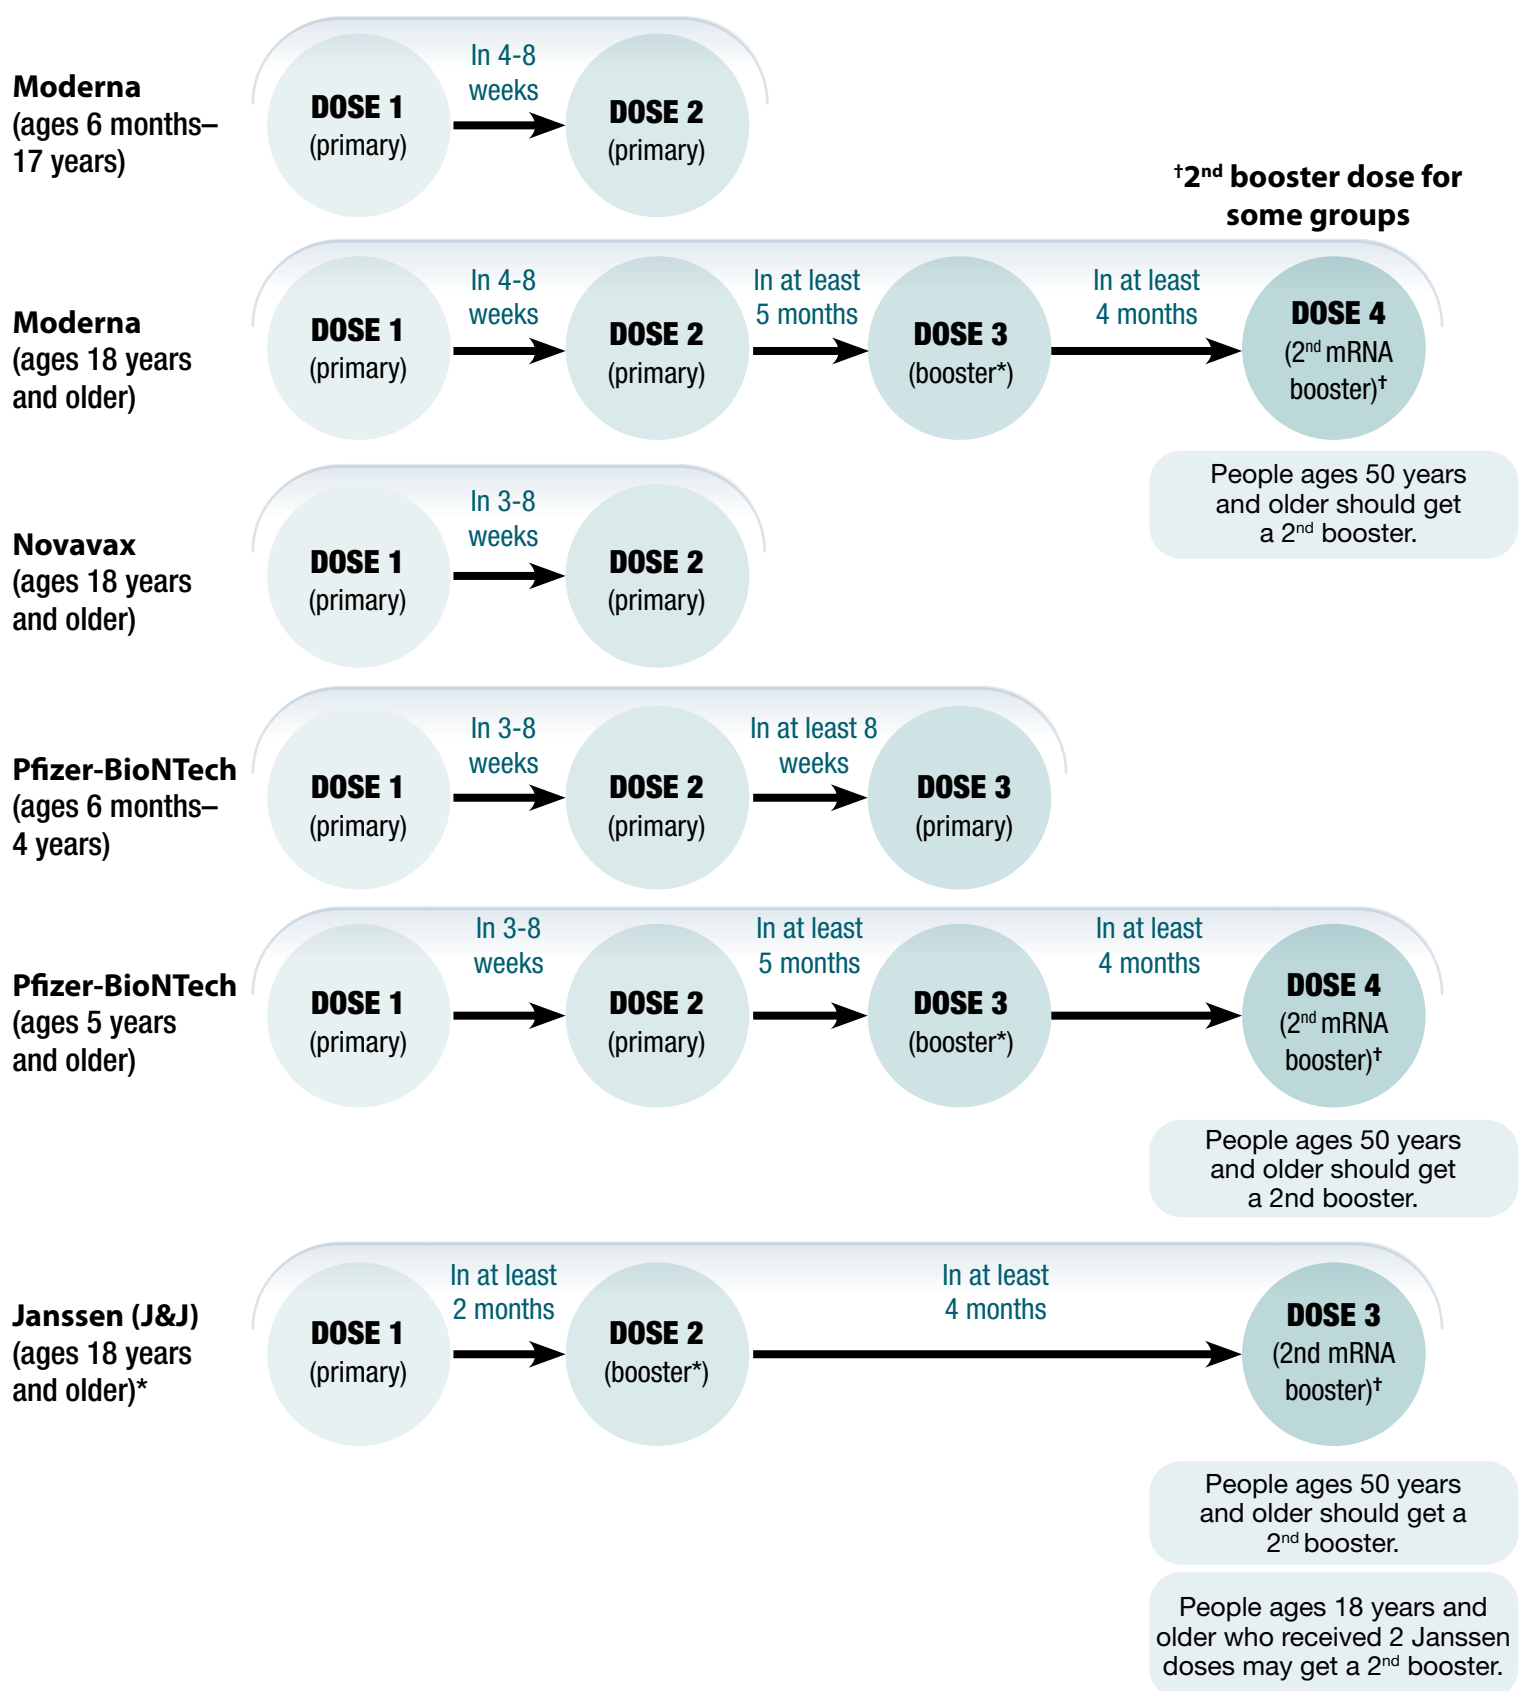 Moderna
(ages 6 months–
17 years)
DOSE 1
(primary)
In 4-8
weeks
DOSE 2
(primary)
†2nd booster dose for
some groups
Moderna
(ages 18 years
and older)
DOSE 1
(primary)
In 4-8
weeks
DOSE 2
(primary)
In at least
5 months
DOSE 3
(booster*)
In at least
4 months
DOSE 4
(2nd mRNA
booster)†
People ages 50 years
and older should get
a 2nd booster.
Novavax
(ages 18 years
and older)
DOSE 1
(primary)
In 3-8
weeks
DOSE 2
(primary)
Pfizer-BioNTech
(ages 6 months–
4 years)
DOSE 1
(primary)
In 3-8
weeks
DOSE 2
(primary)
In at least 8
weeks
DOSE 3
(primary)
Pfizer-BioNTech
(ages 5 years
and older)
DOSE 1
(primary)
In 3-8
weeks
DOSE 2
(primary)
In at least
5 months
DOSE 3
(booster*)
In at least
4 months
DOSE 4
(2nd mRNA
booster)†
People ages 50 years
and older should get
a 2nd booster.
Janssen (J&J)
(ages 18 years
and older)*
DOSE 1
(primary)
In at least
2 months
DOSE 2
(booster*)
In at least
4 months
DOSE 3
(2nd mRNA
booster)†
People ages 50 years
and older should get a
2nd booster.
People ages 18 years and
older who received 2 Janssen
doses may get a 2nd booster.